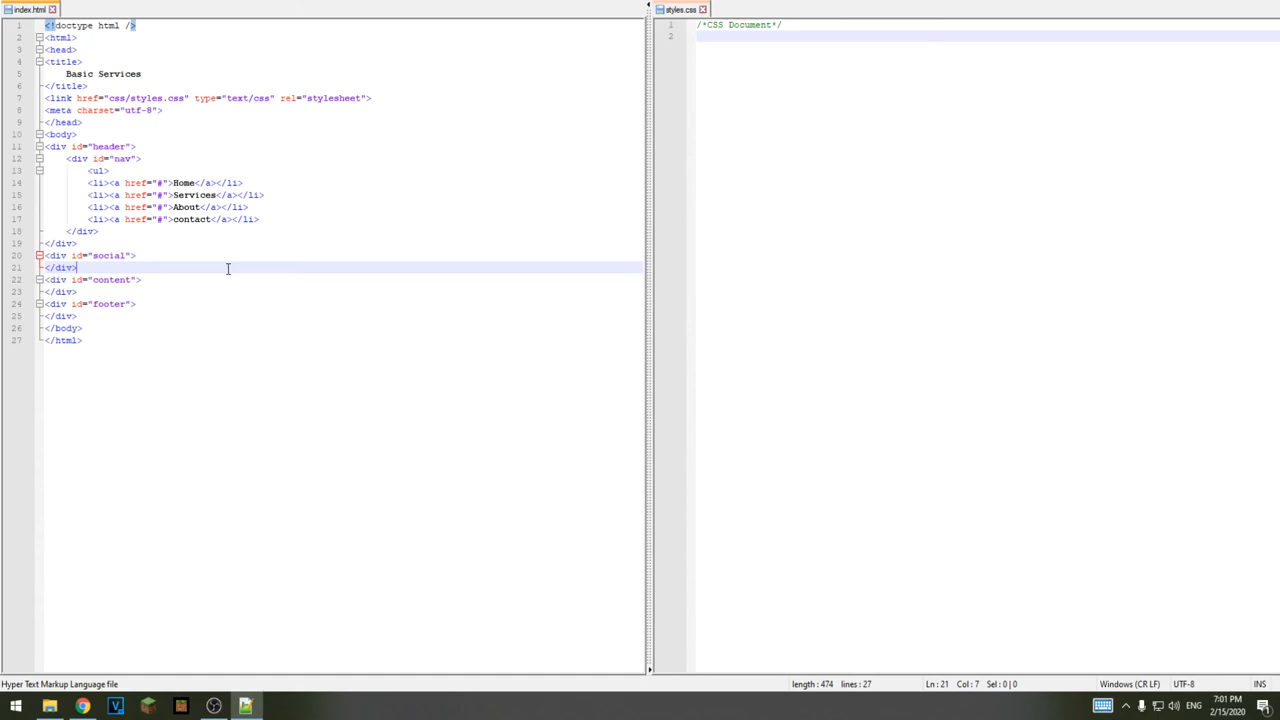 index.html
styles.css
1 <!doctype html />
2 <html>
3 <head>
4 <title>
5 Basic Services
6 </title>
7 <link href="css/styles.css" type="text/css" rel="stylesheet">
8 <meta charset="utf-8">
9 </head>
10 <body>
11 <div id="header">
12 <div id="nav">
13 <ul>
14 <li><a href="#">Home</a></li>
15 <li><a href="#">Services</a></li>
16 <li><a href="#">About</a></li>
17 <li><a href="#">contact</a></li>
18 </div>
19 </div>
20 <div id="social">
21 </div>
22 <div id="content">
23 </div>
24 <div id="footer">
25 </div>
26 </body>
27 </html>
1 /*CSS Document*/
2
Hyper Text Markup Language file
length : 474 lines : 27
Ln : 21 Col : 7 Sel : 0 | 0
Windows (CR LF)
UTF-8
INS
7:01 PM
2/15/2020